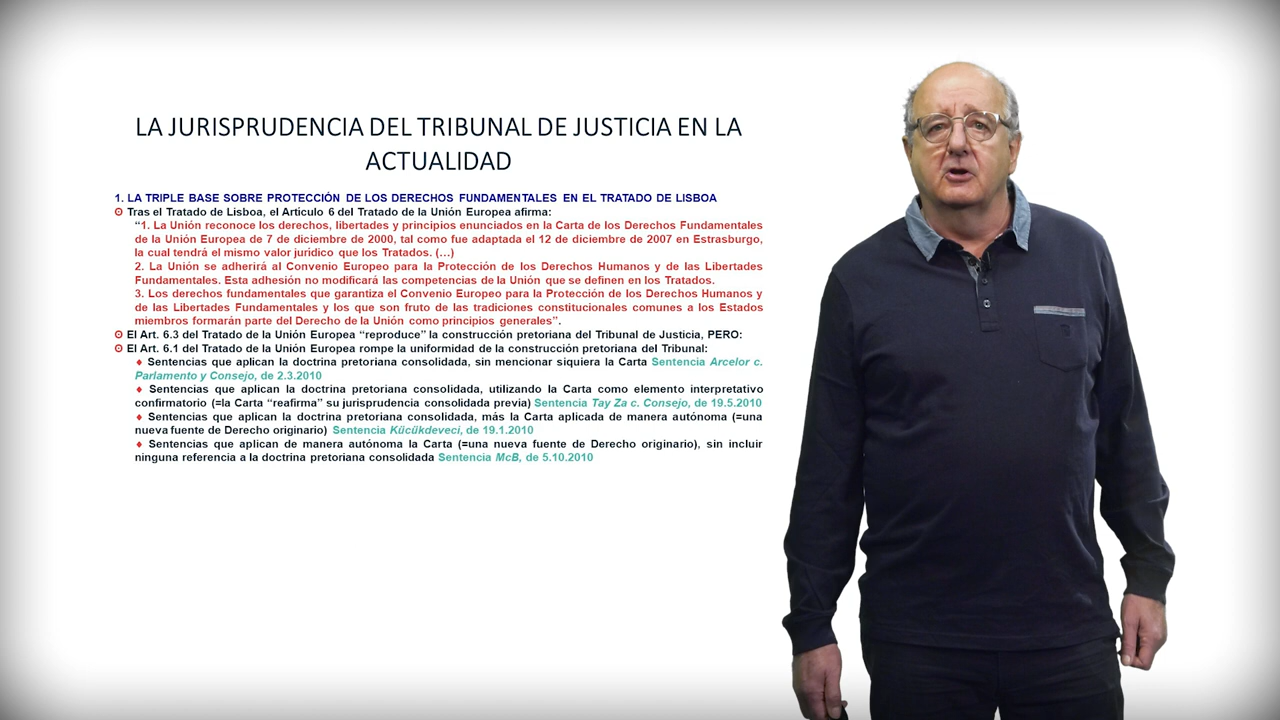 LA JURISPRUDENCIA DEL TRIBUNAL DE JUSTICIA EN LA
ACTUALIDAD
1. LA TRIPLE BASE SOBRE PROTECCIÓN DE LOS DERECHOS FUNDAMENTALES EN EL TRATADO DE LISBOA
Tras el Tratado de Lisboa, el Articulo 6 del Tratado de la Unión Europea afirma:
“1. La Unión reconoce los derechos, libertades y principios enunciados en la Carta de los Derechos Fundamentales
de la Unión Europea de 7 de diciembre de 2000, tal como fue adaptada el 12 de diciembre de 2007 en Estrasburgo,
la cual tendrá el mismo valor jurídico que los Tratados. (…)
2. La Unión se adherirá al Convenio Europeo para la Protección de los Derechos Humanos y de las Libertades
Fundamentales. Esta adhesión no modificará las competencias de la Unión que se definen en los Tratados.
3. Los derechos fundamentales que garantiza el Convenio Europeo para la Protección de los Derechos Humanos y
de las Libertades Fundamentales y los que son fruto de las tradiciones constitucionales comunes a los Estados
miembros formarán parte del Derecho de la Unión como principios generales”.
El Art. 6.3 del Tratado de la Unión Europea “reproduce” la construcción pretoriana del Tribunal de Justicia, PERO:
El Art. 6.1 del Tratado de la Unión Europea rompe la uniformidad de la construcción pretoriana del Tribunal:
♦ Sentencias que aplican la doctrina pretoriana consolidada, sin mencionar siquiera la Carta Sentencia Arcelor c.
Parlamento y Consejo, de 2.3.2010
♦ Sentencias que aplican la doctrina pretoriana consolidada, utilizando la Carta como elemento interpretativo
confirmatorio (=la Carta “reafirma” su jurisprudencia consolidada previa) Sentencia Tay Za c. Consejo, de 19.5.2010
♦ Sentencias que aplican la doctrina pretoriana consolidada, más la Carta aplicada de manera autónoma (=una
nueva fuente de Derecho originario) Sentencia Kücükdeveci, de 19.1.2010
♦ Sentencias que aplican de manera autónoma la Carta (=una nueva fuente de Derecho originario), sin incluir
ninguna referencia a la doctrina pretoriana consolidada Sentencia McB, de 5.10.2010